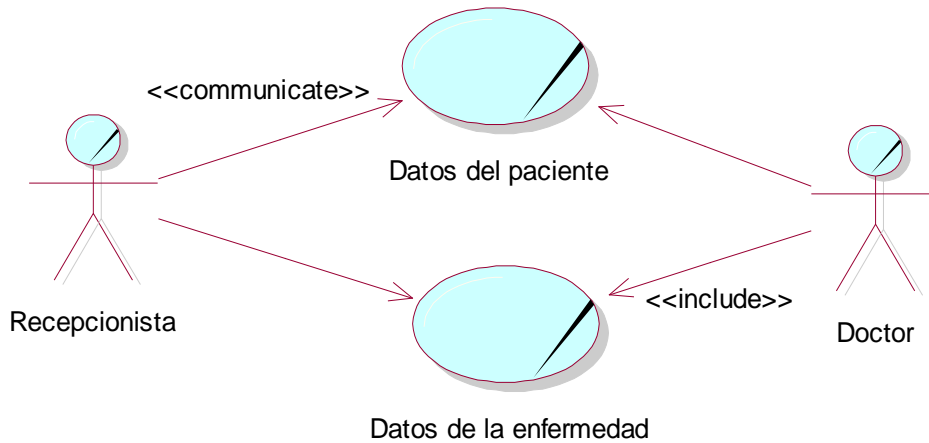 <<communicate>>
Datos del paciente
Recepcionista
<<include>>
Doctor
Datos de la enfermedad